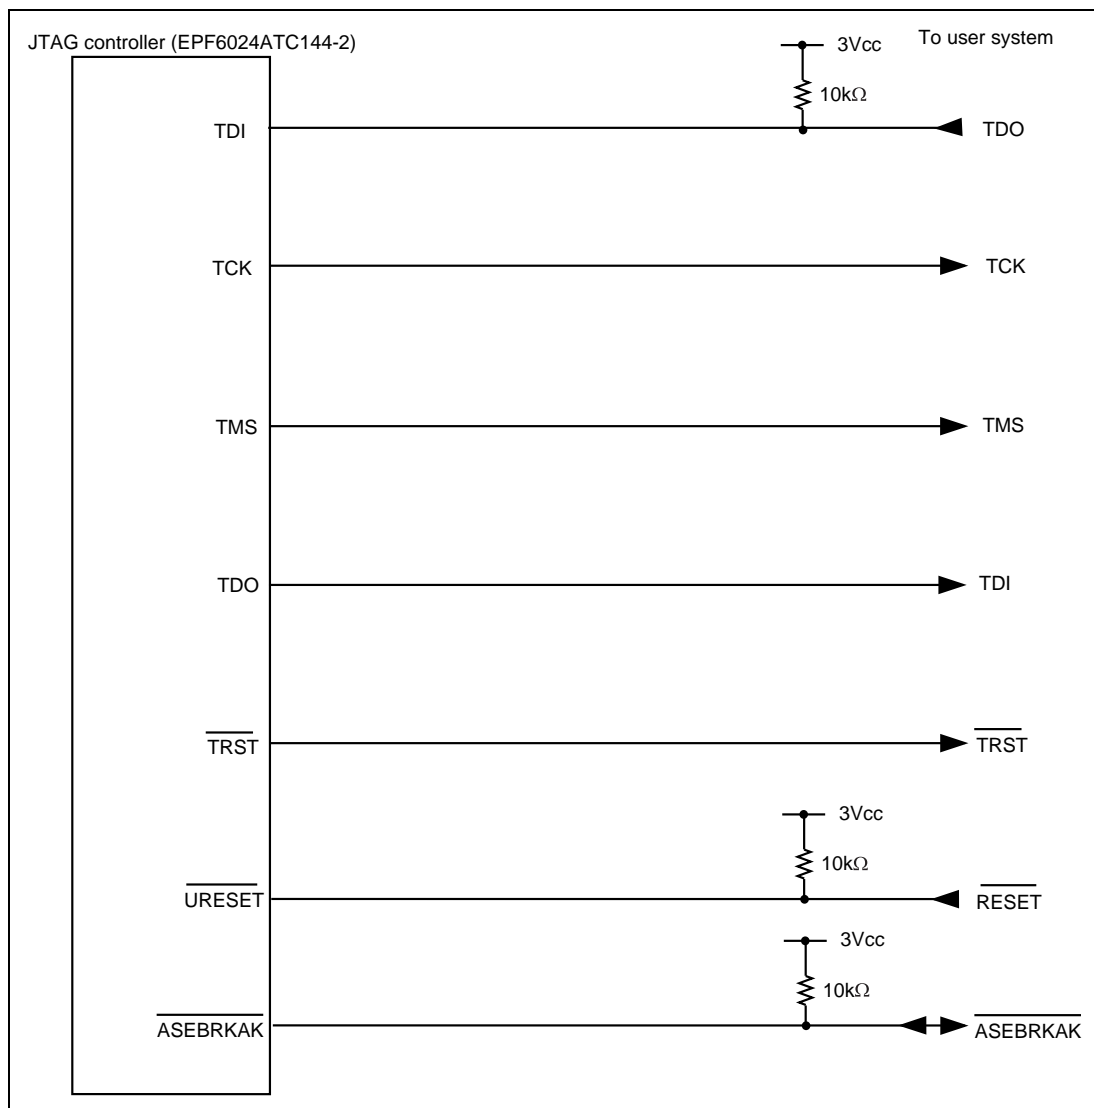 JTAG controller (EPF6024ATC144-2)
3Vcc
To user system
10kΩ
TDI
TDO
TCK
TCK
TMS
TMS
TDO
TDI
TRST
TRST
3Vcc
10kΩ
URESET
RESET
3Vcc
10kΩ
ASEBRKAK
ASEBRKAK